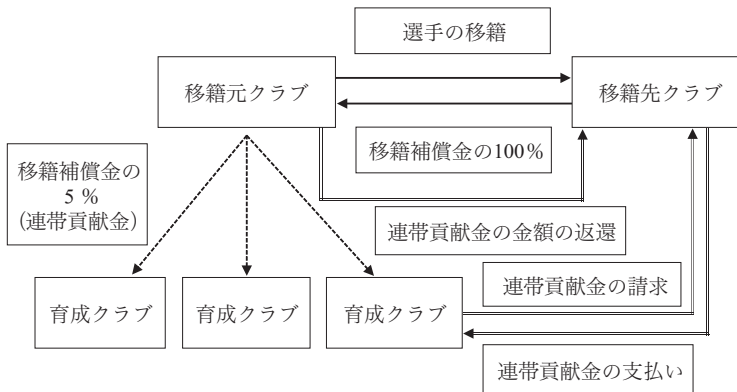 選手の移籍
移籍元クラブ
移籍先クラブ
移籍補償金の100%
移籍補償金の
5 %
(連帯貢献金)
連帯貢献金の金額の返還
連帯貢献金の請求
育成クラブ
育成クラブ
育成クラブ
連帯貢献金の支払い